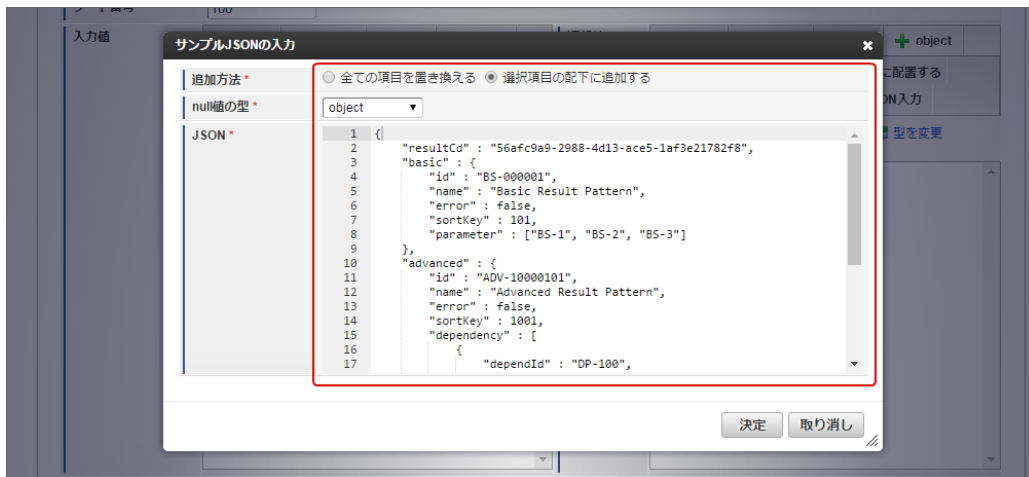 100
入力値
サンプルJSONの入力
object
追加方法 *
全ての項目を置き換える 選択項目の配下に追加する
に配置する
null値の型 *
object
ON入力
JSON *
型を変更
1 {
2 "resultCd" : "56afc9a9-2988-4d13-ace5-1af3e21782f8",
3 "basic" : {
4 "id" : "BS-000001",
5 "name" : "Basic Result Pattern",
6 "error" : false,
7 "sortKey" : 101,
8 "parameter" : ["BS-1", "BS-2", "BS-3"]
9 },
10 "advanced" : {
11 "id" : "ADV-10000101",
12 "name" : "Advanced Result Pattern",
13 "error" : false,
14 "sortKey" : 1001,
15 "dependency" : [
16 {
17 "dependId" : "DP-100",
決定 取り消し